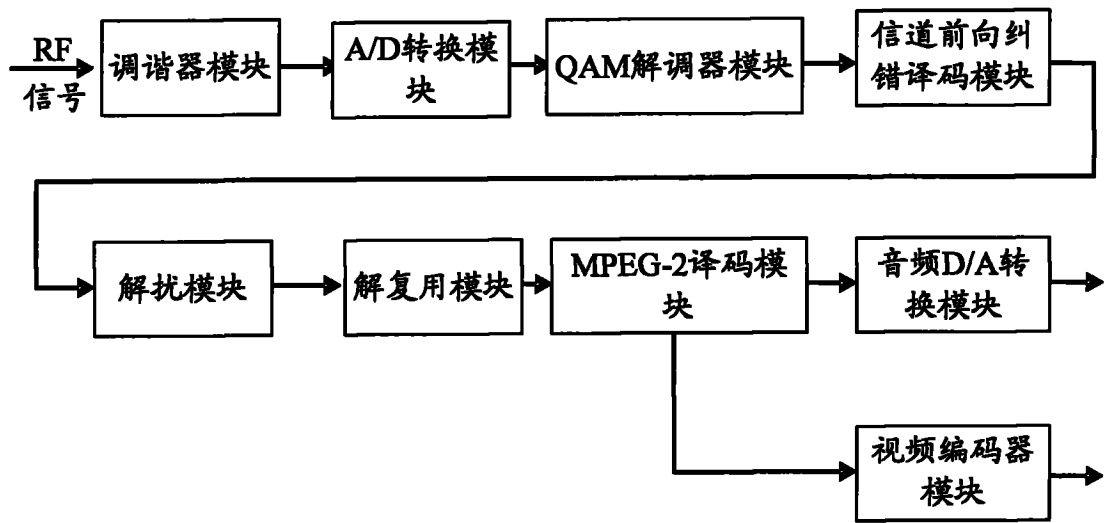 RF
信号
调谐器模块
A/D转换模
块
QAM解调器模块
信道前向纠
错译码模块
解扰模块
解复用模块
MPEG-2译码模
块
音频D/A转
换模块
视频编码器
模块